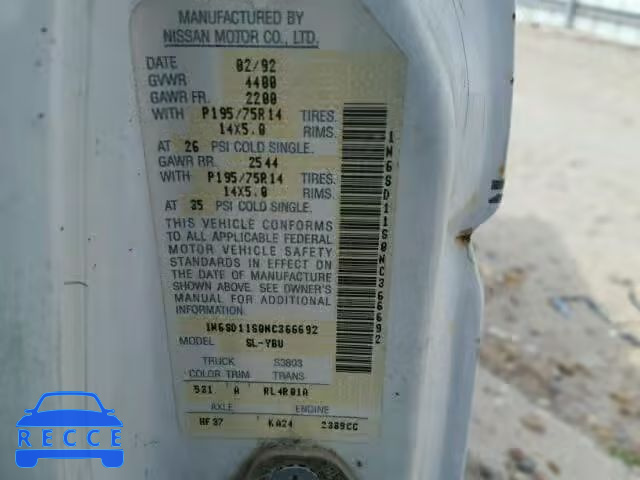 MANUFACTURED BY
NISSAN MOTOR CO., LTD.
DATE 02/92
GVWR 4400
GAWR FR. 2200
WITH P195/75R14 TIRES.
14X5.0 RIMS.
AT 26 PSI COLD SINGLE.
GAWR RR. 2544
WITH P195/75R14 TIRES.
14X5.0 RIMS.
AT 35 PSI COLD SINGLE.
THIS VEHICLE CONFORMS
TO ALL APPLICABLE FEDERAL
MOTOR VEHICLE SAFETY
STANDARDS IN EFFECT ON
THE DATE OF MANUFACTURE
SHOWN ABOVE. SEE OWNER'S
MANUAL FOR ADDITIONAL
INFORMATION.
1N6SD11S0NC366692
MODEL SL-YBU
TRUCK S3803
COLOR TRIM TRANS
531 A RL4R01A
AXLE ENGINE
HF37 KA24 2389CC
1N6SD11S0NC366692
RECCE